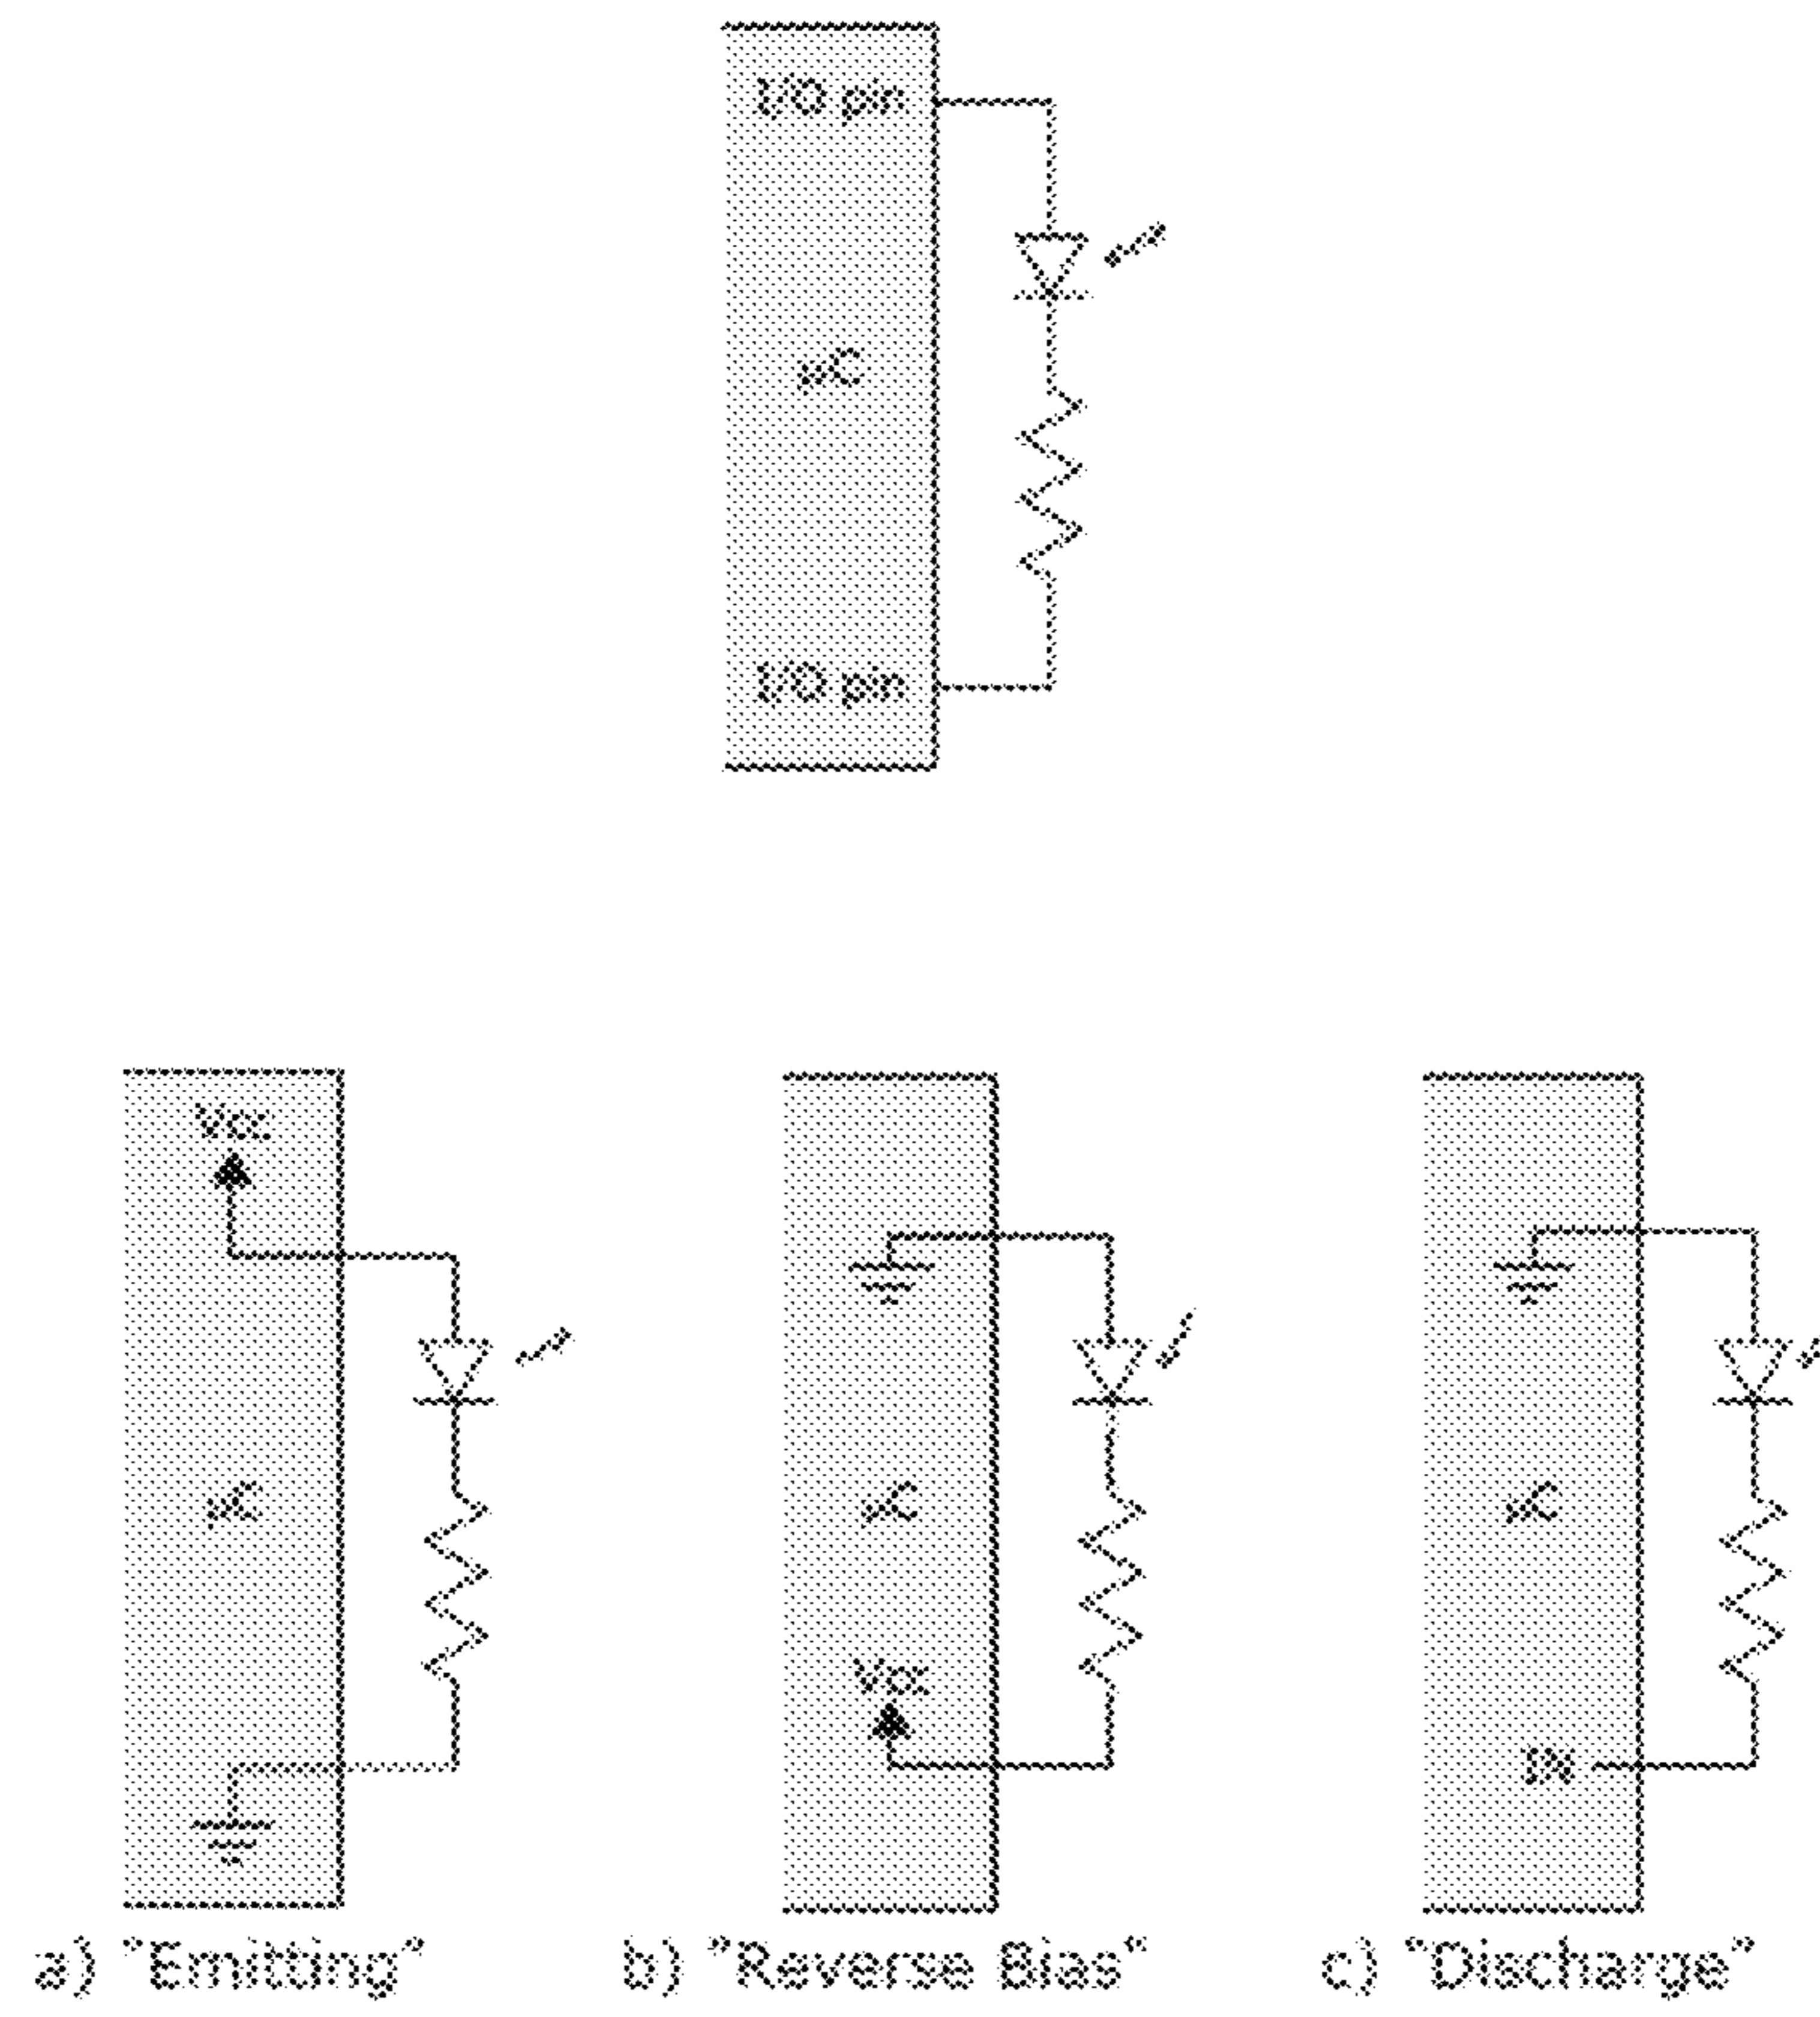 I/O pin
µC
I/O pin
Vcc
µC
a) "Emitting"
µC
Vcc
b) "Reverse Bias"
µC
IN
c) "Discharge"